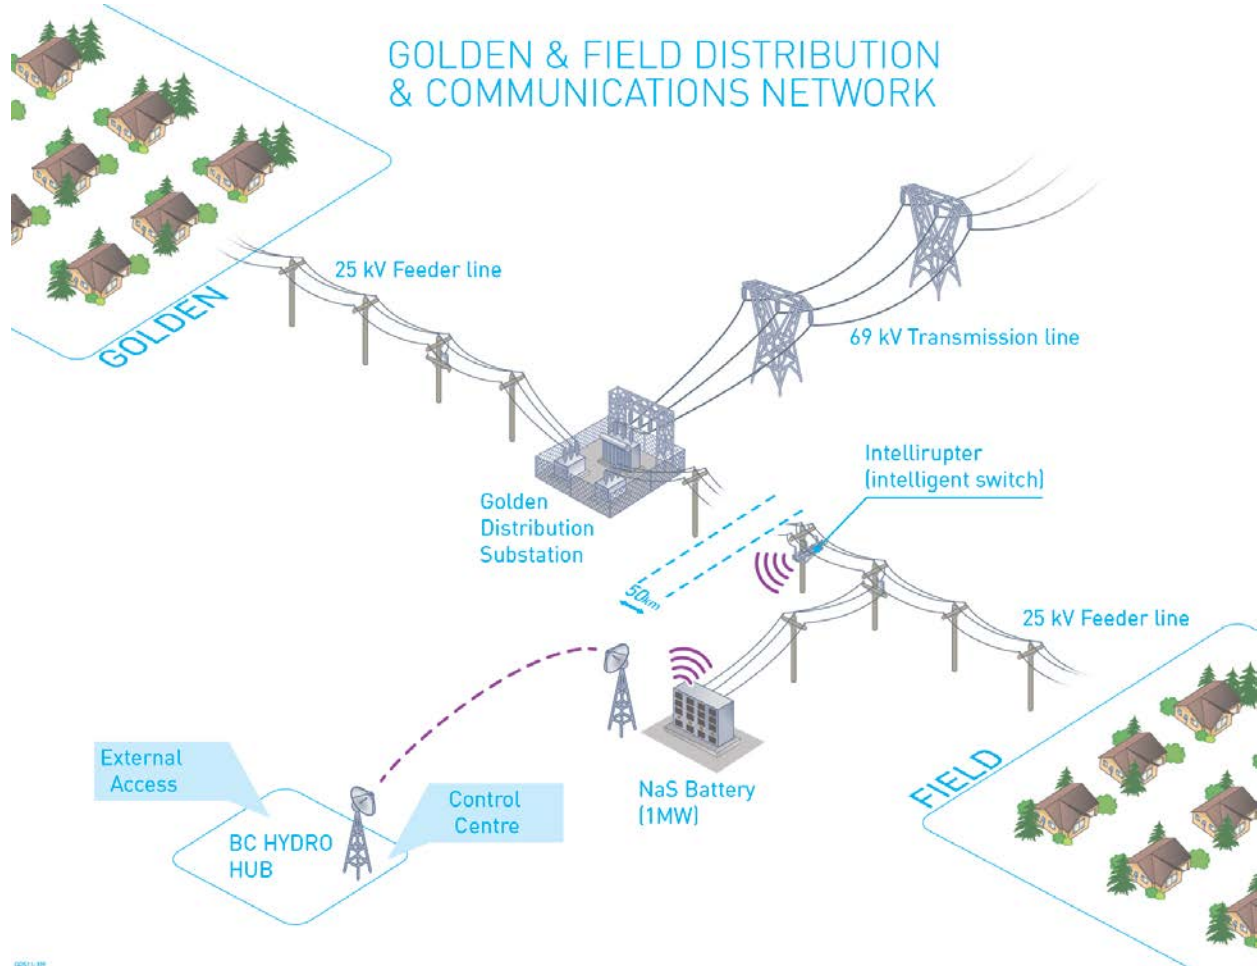 GOLDEN & FIELD DISTRIBUTION
& COMMUNICATIONS NETWORK
25 kV Feeder line
GOLDEN
69 kV Transmission line
Intellirupter
(intelligent switch)
Golden
Distribution
Substation
50km
25 kV Feeder line
FIELD
External
Access
NaS Battery
(1MW)
Control
Centre
BC HYDRO
HUB